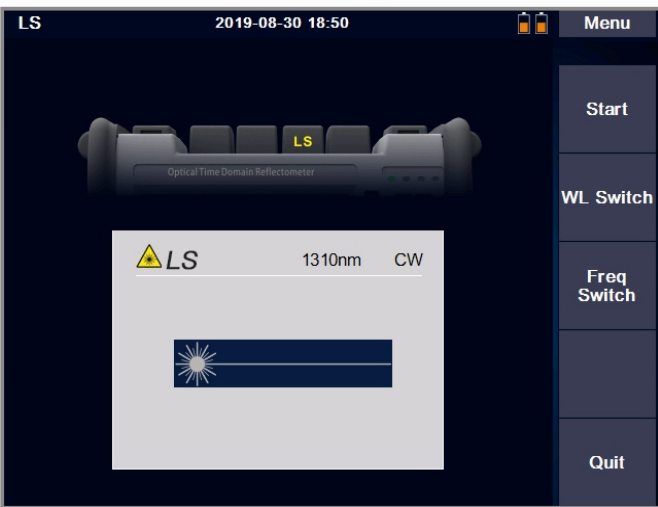 LS
2019-08-30 18:50
Menu
Start
WL Switch
Freq
Switch
Quit
LS
Optical Time Domain Reflectometer
LS
1310nm
CW